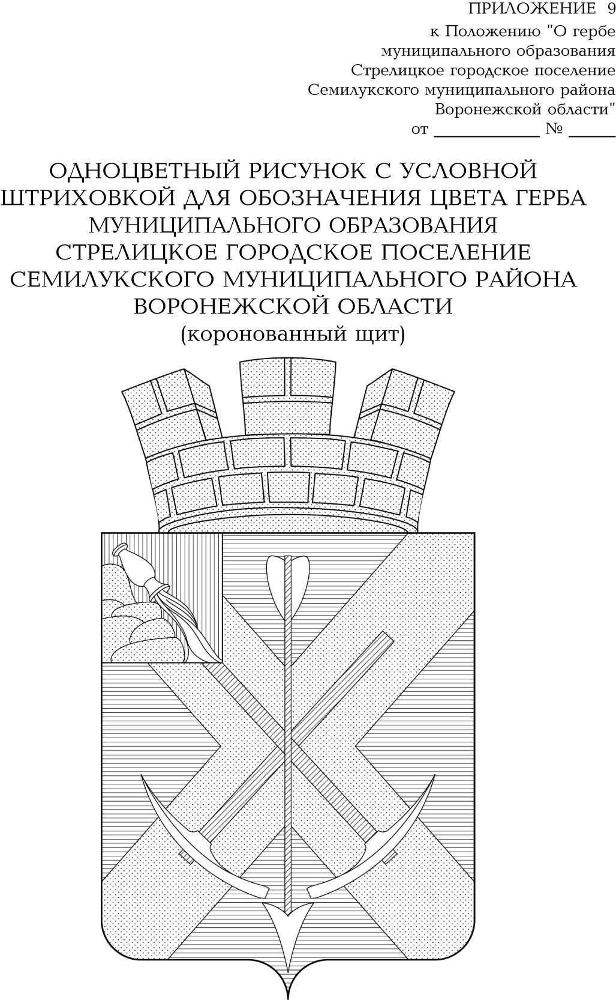 ПРИЛОЖЕНИЕ 9
к Положению "О гербе
муниципального образования
Стрелицкое городское поселение
Семилукского муниципального района
Воронежской области"
от ____________ № _____
ОДНОЦВЕТНЫЙ РИСУНОК С УСЛОВНОЙ
ШТРИХОВКОЙ ДЛЯ ОБОЗНАЧЕНИЯ ЦВЕТА ГЕРБА
МУНИЦИПАЛЬНОГО ОБРАЗОВАНИЯ
СТРЕЛИЦКОЕ ГОРОДСКОЕ ПОСЕЛЕНИЕ
СЕМИЛУКСКОГО МУНИЦИПАЛЬНОГО РАЙОНА
ВОРОНЕЖСКОЙ ОБЛАСТИ
(коронованный щит)